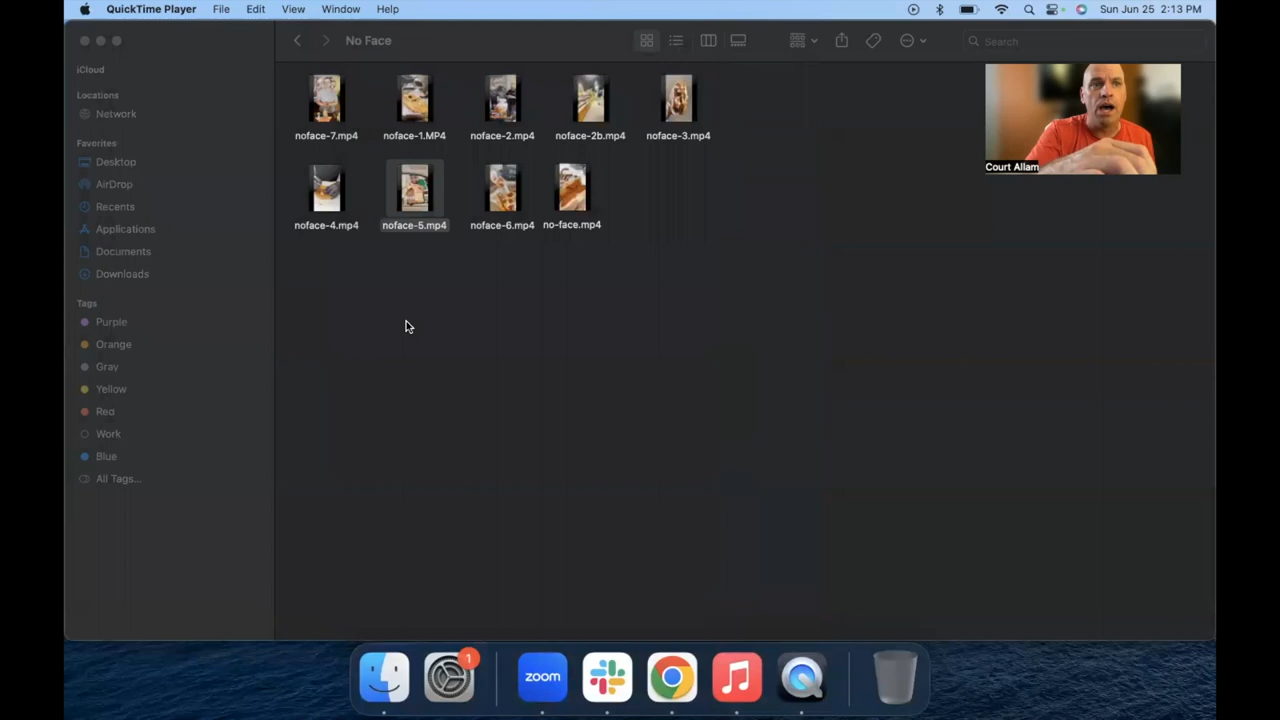 QuickTime Player File Edit View Window Help Sun Jun 25 2:13 PM
No Face Search
iCloud
Locations
Network
Favorites
Desktop
AirDrop
Recents
Applications
Documents
Downloads
Tags
Purple
Orange
Gray
Yellow
Red
Work
Blue
All Tags...
noface-7.mp4 noface-1.MP4 noface-2.mp4 noface-2b.mp4 noface-3.mp4
noface-4.mp4 noface-5.mp4 noface-6.mp4 no-face.mp4
Court Allam
1
zoom